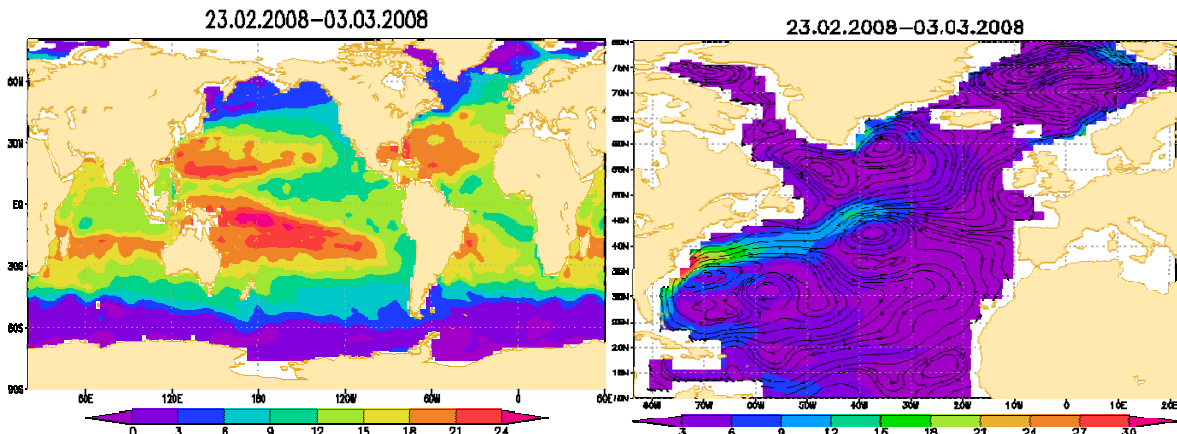 23.02.2008–03.03.2008
60N
30N
EQ
30S
60S
90S
60E 120E 180 120W 60W 0 60E
0 3 6 9 12 15 18 21 24
23.02.2008–03.03.2008
80N
75N
70N
65N
60N
55N
50N
45N
40N
35N
30N
25N
20N
15N
10N
80W 70W 60W 50W 40W 30W 20W 10W 0 10E 20E
3 6 9 12 15 18 21 24 27 30